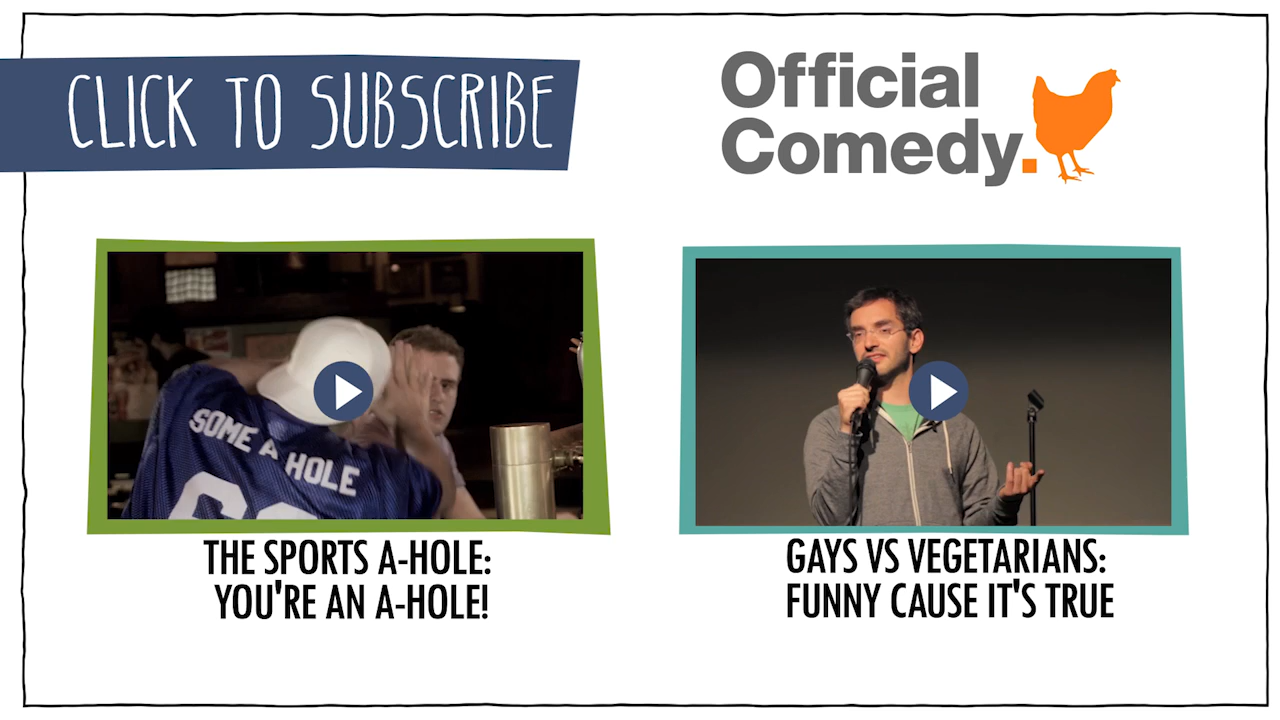 CLICK TO SUBSCRIBE
Official
Comedy.
SOME A HOLE
THE SPORTS A-HOLE:
YOU'RE AN A-HOLE!
GAYS VS VEGETARIANS:
FUNNY CAUSE IT'S TRUE